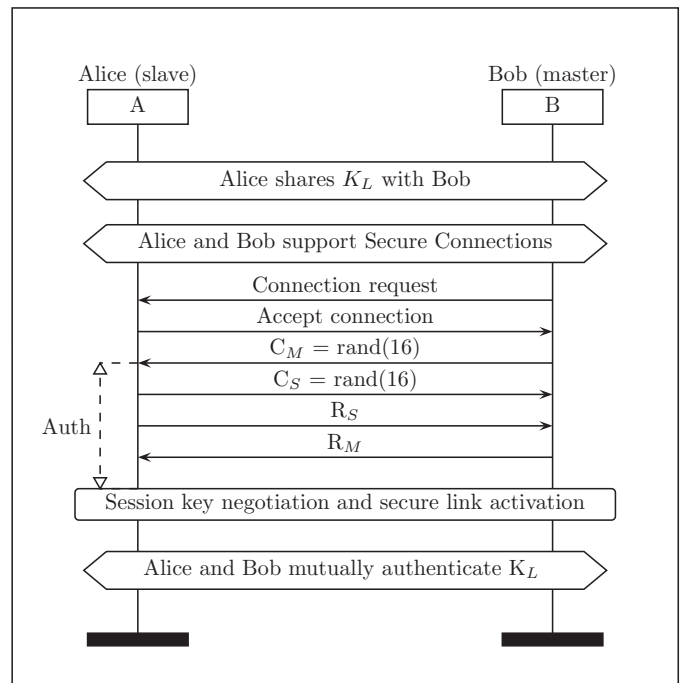 Alice (slave) Bob (master)
A B
Alice shares K_L with Bob
Alice and Bob support Secure Connections
Connection request
Accept connection
C_M = rand(16)
C_S = rand(16)
R_S
Auth
R_M
Session key negotiation and secure link activation
Alice and Bob mutually authenticate K_L